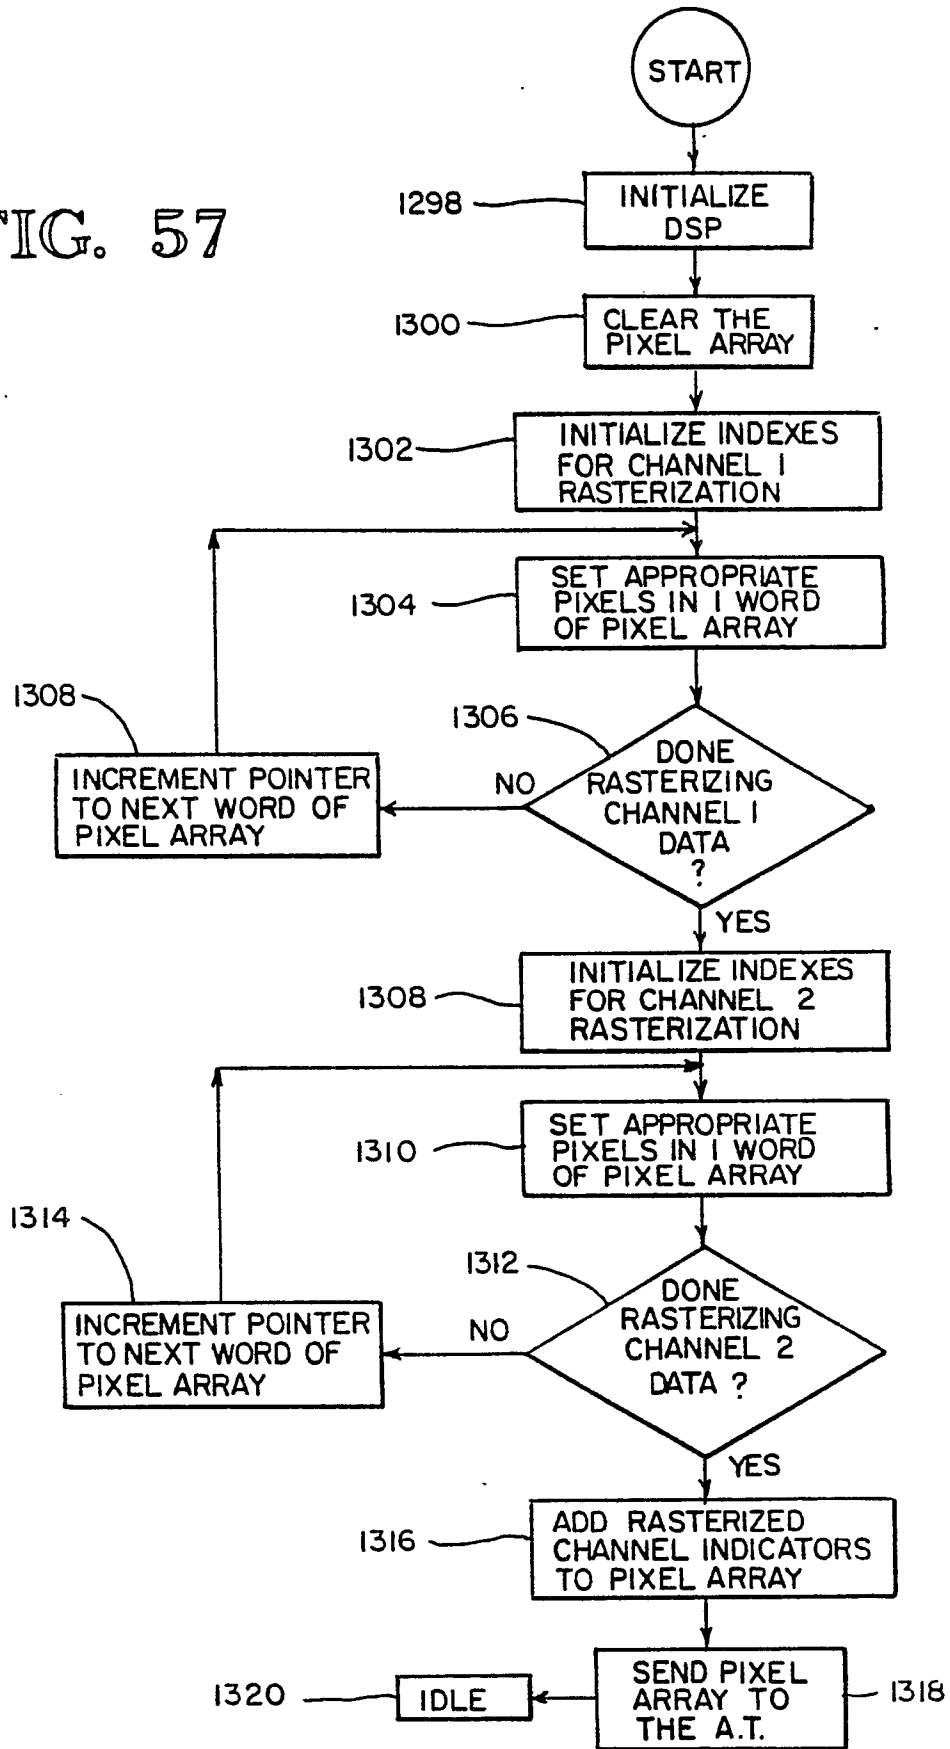 START
FIG. 57
1298
INITIALIZE
DSP
1300
CLEAR THE
PIXEL ARRAY
1302
INITIALIZE INDEXES
FOR CHANNEL 1
RASTERIZATION
1304
SET APPROPRIATE
PIXELS IN 1 WORD
OF PIXEL ARRAY
1308
INCREMENT POINTER
TO NEXT WORD OF
PIXEL ARRAY
NO
1306
DONE
RASTERIZING
CHANNEL 1
DATA
?
YES
1308
INITIALIZE INDEXES
FOR CHANNEL 2
RASTERIZATION
1310
SET APPROPRIATE
PIXELS IN 1 WORD
OF PIXEL ARRAY
1314
INCREMENT POINTER
TO NEXT WORD OF
PIXEL ARRAY
NO
1312
DONE
RASTERIZING
CHANNEL 2
DATA ?
YES
1316
ADD RASTERIZED
CHANNEL INDICATORS
TO PIXEL ARRAY
1320
IDLE
SEND PIXEL
ARRAY TO
THE A.T.
1318